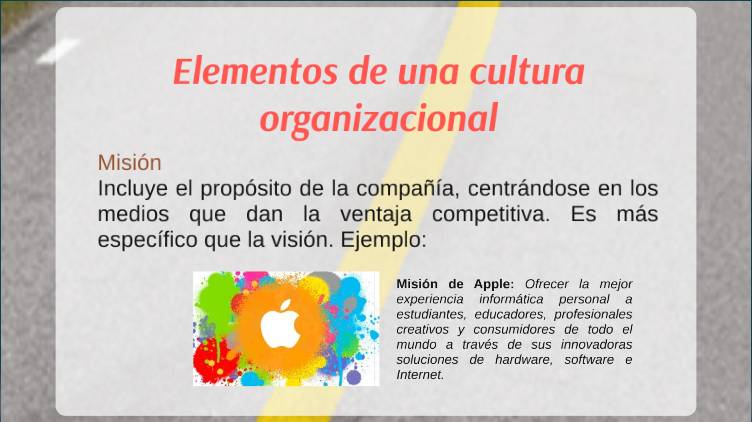 Elementos de una cultura
organizacional
Misión
Incluye el propósito de la compañía, centrándose en los
medios que dan la ventaja competitiva. Es más
específico que la visión. Ejemplo:
Misión de Apple: Ofrecer la mejor
experiencia informática personal a
estudiantes, educadores, profesionales
creativos y consumidores de todo el
mundo a través de sus innovadoras
soluciones de hardware, software e
Internet.